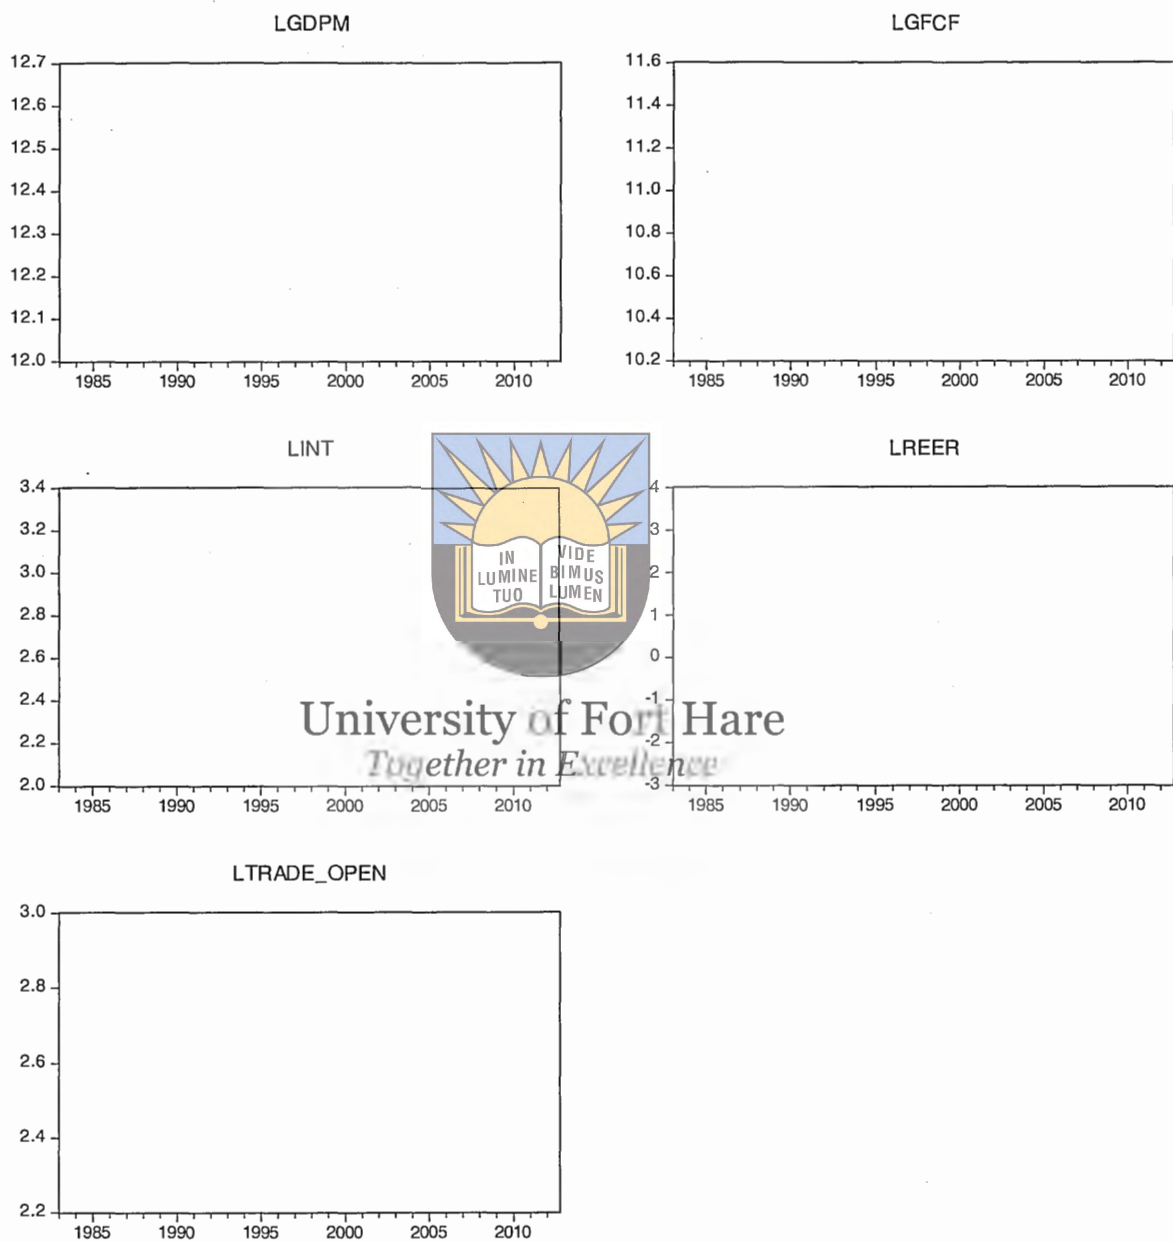 LGDPM
12.7
12.6
12.5
12.4
12.3
12.2
12.1
12.0
1985 1990 1995 2000 2005 2010
LGFCF
11.6
11.4
11.2
11.0
10.8
10.6
10.4
10.2
1985 1990 1995 2000 2005 2010
LINT
3.4
3.2
3.0
2.8
2.6
2.4
2.2
2.0
1985 1990 1995 2000 2005 2010
IN
LUMINE
TUO
VIDE
BIMUS
LUMEN
University of Fort Hare
Together in Excellence
LREER
4
3
2
1
0
-1
-2
-3
1985 1990 1995 2000 2005 2010
LTRADE_OPEN
3.0
2.8
2.6
2.4
2.2
1985 1990 1995 2000 2005 2010